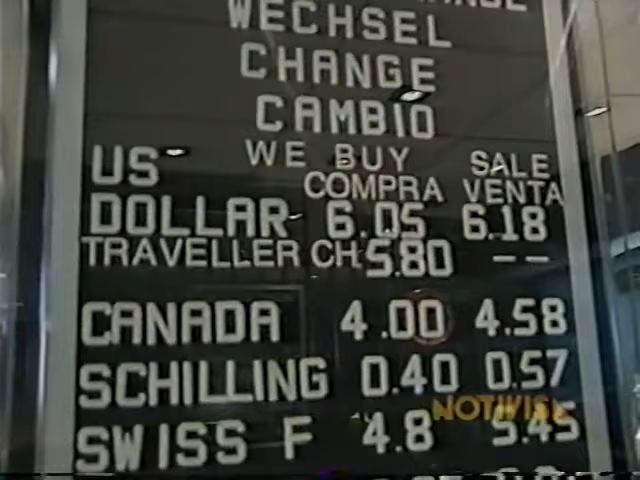 WECHSEL
CHANGE
CAMBIO
US WE BUY SALE
COMPRA VENTA
DOLLAR 6.05 6.18
TRAVELLER CH. 5.80 --
CANADA 4.00 4.58
SCHILLING 0.40 0.57
SWISS F 4.8 5.45
NOTIVISI